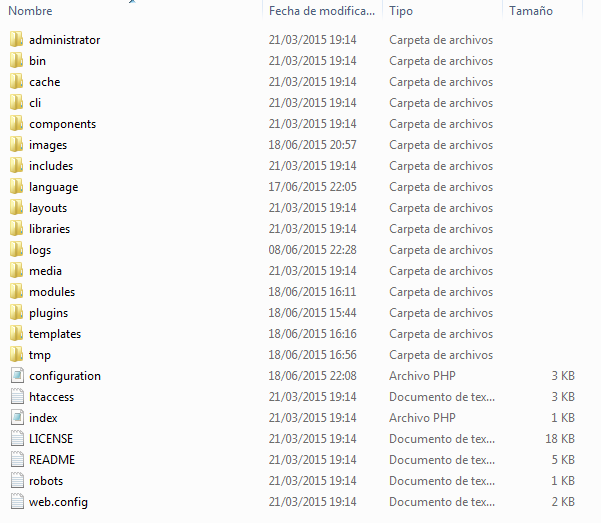 Nombre Fecha de modifica... Tipo Tamaño
administrator 21/03/2015 19:14 Carpeta de archivos
bin 21/03/2015 19:14 Carpeta de archivos
cache 21/03/2015 19:14 Carpeta de archivos
cli 21/03/2015 19:14 Carpeta de archivos
components 21/03/2015 19:14 Carpeta de archivos
images 18/06/2015 20:57 Carpeta de archivos
includes 21/03/2015 19:14 Carpeta de archivos
language 17/06/2015 22:05 Carpeta de archivos
layouts 21/03/2015 19:14 Carpeta de archivos
libraries 21/03/2015 19:14 Carpeta de archivos
logs 08/06/2015 22:28 Carpeta de archivos
media 21/03/2015 19:14 Carpeta de archivos
modules 18/06/2015 16:11 Carpeta de archivos
plugins 18/06/2015 15:44 Carpeta de archivos
templates 18/06/2015 16:16 Carpeta de archivos
tmp 18/06/2015 16:56 Carpeta de archivos
configuration 18/06/2015 22:08 Archivo PHP 3 KB
htaccess 21/03/2015 19:14 Documento de tex... 3 KB
index 21/03/2015 19:14 Archivo PHP 1 KB
LICENSE 21/03/2015 19:14 Documento de tex... 18 KB
README 21/03/2015 19:14 Documento de tex... 5 KB
robots 21/03/2015 19:14 Documento de tex... 1 KB
web.config 21/03/2015 19:14 Documento de tex... 2 KB